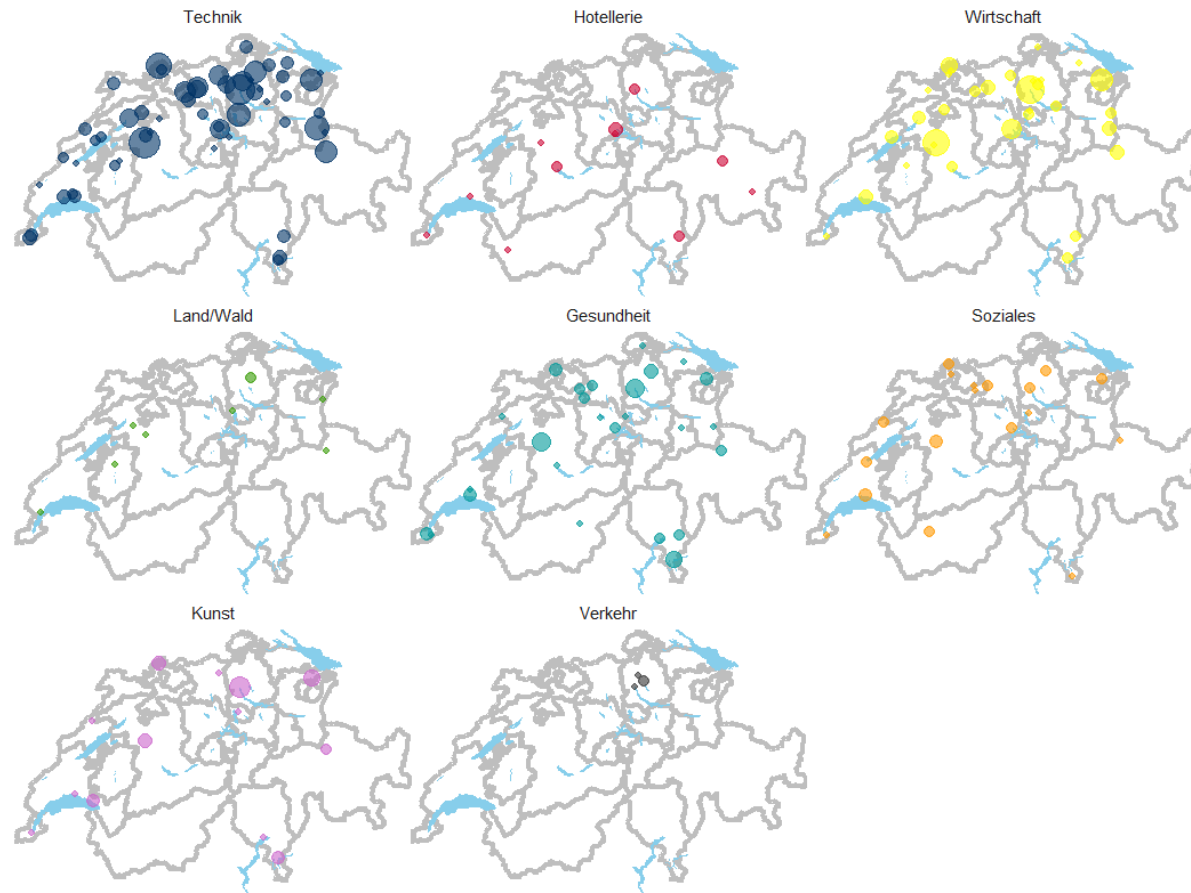 Technik
Hotellerie
Wirtschaft
Land/Wald
Gesundheit
Soziales
Kunst
Verkehr